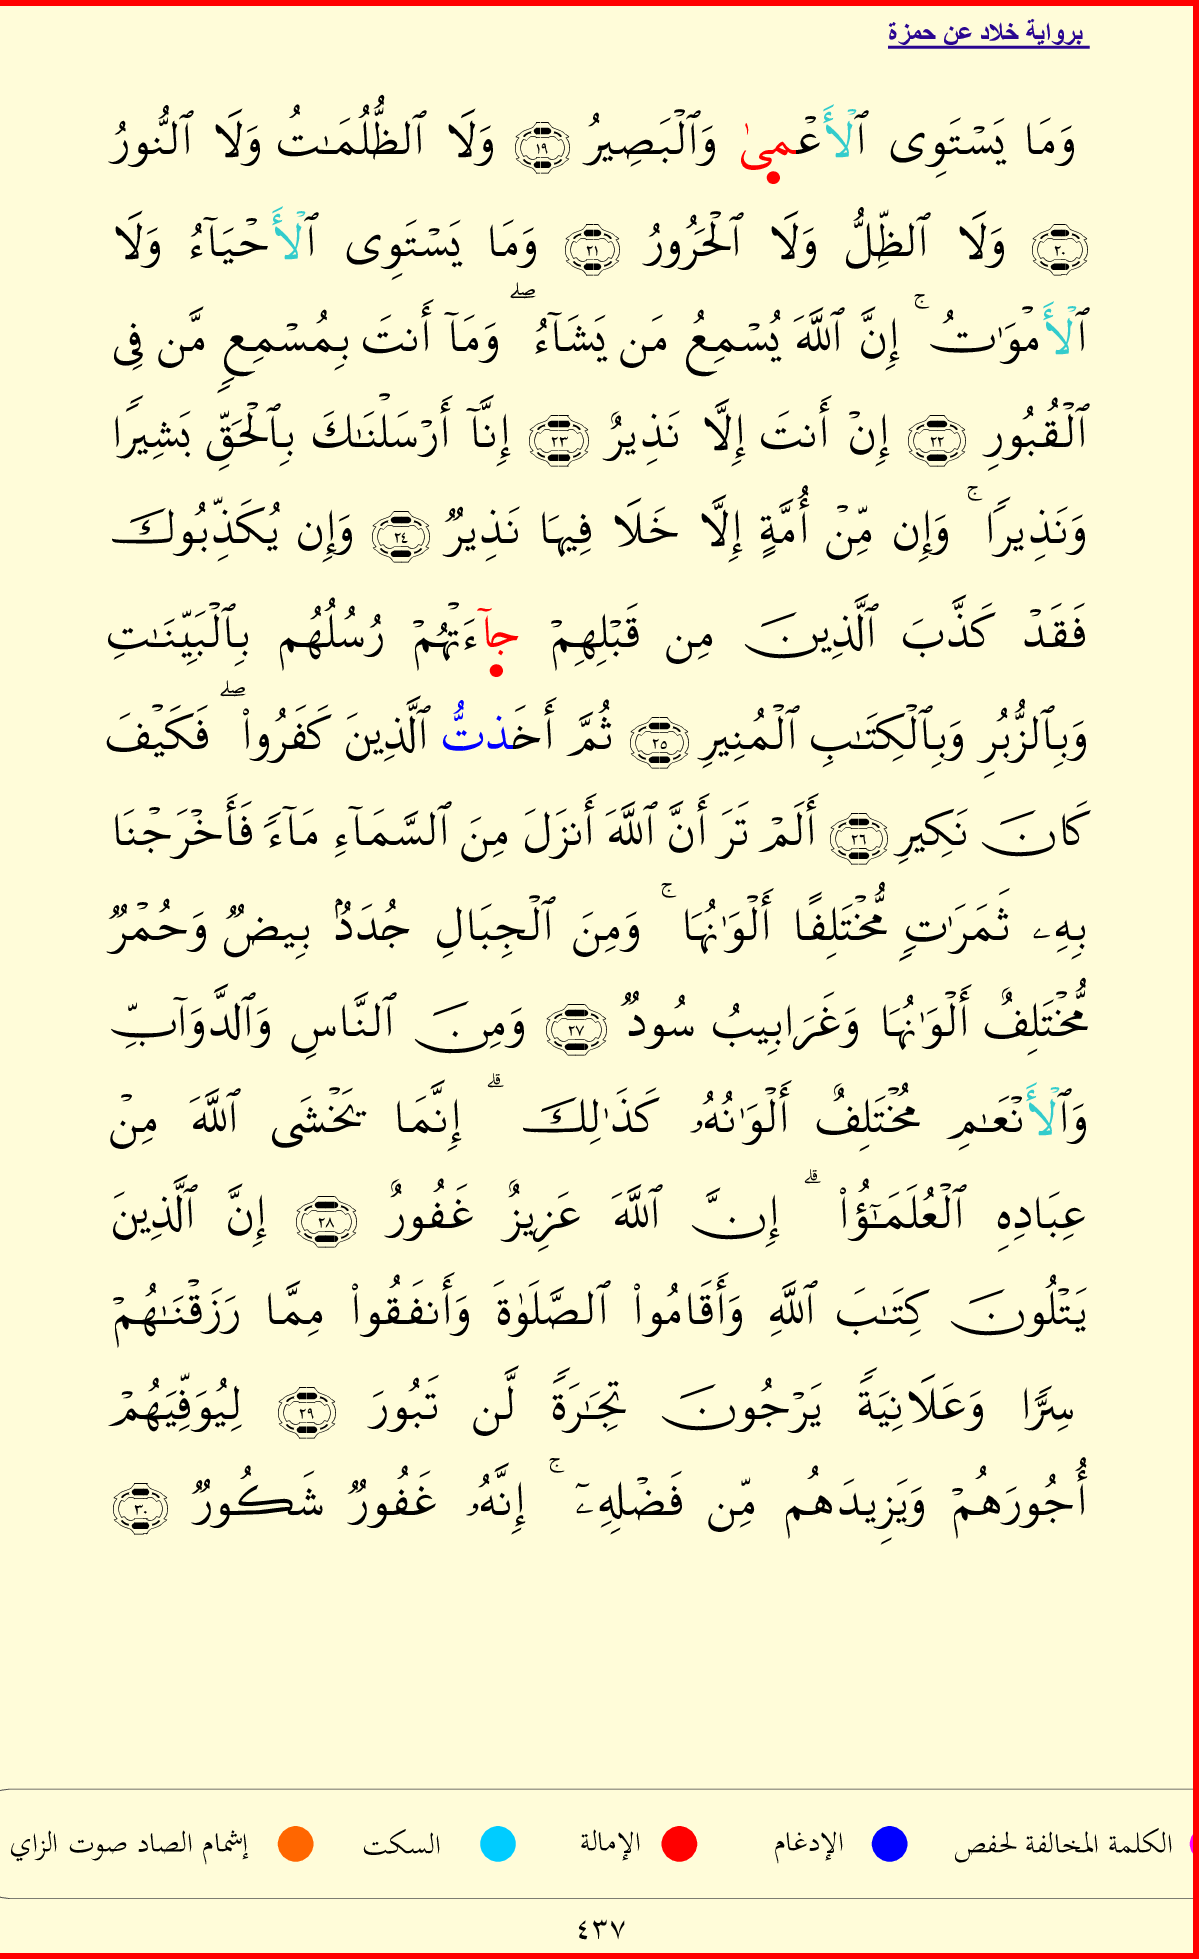 برواية خلاد عن حمزة
وَمَا يَسْتَوِى ٱلْأَعْمىٰ وَٱلْبَصِيرُ ١٩ وَلَا ٱلظُّلُمَـٰتُ وَلَا ٱلنُّورُ
٢٠ وَلَا ٱلظِّلُّ وَلَا ٱلْحَرُورُ ٢١ وَمَا يَسْتَوِى ٱلْأَحْيَآءُ وَلَا
ٱلْأَمْوَٰتُ ۚ إِنَّ ٱللَّهَ يُسْمِعُ مَن يَشَآءُ ۖ وَمَآ أَنتَ بِمُسْمِعٍ مَّن فِى
ٱلْقُبُورِ ٢٢ إِنْ أَنتَ إِلَّا نَذِيرٌ ٢٣ إِنَّآ أَرْسَلْنَـٰكَ بِٱلْحَقِّ بَشِيرًا
وَنَذِيرًا ۚ وَإِن مِّنْ أُمَّةٍ إِلَّا خَلَا فِيهَا نَذِيرٌ ٢٤ وَإِن يُكَذِّبُوكَ
فَقَدْ كَذَّبَ ٱلَّذِينَ مِن قَبْلِهِمْ جآءَتْهُمْ رُسُلُهُم بِٱلْبَيِّنَـٰتِ
وَبِٱلزُّبُرِ وَبِٱلْكِتَـٰبِ ٱلْمُنِيرِ ٢٥ ثُمَّ أَخَذتُّ ٱلَّذِينَ كَفَرُوا۟ ۖ فَكَيْفَ
كَانَ نَكِيرِ ٢٦ أَلَمْ تَرَ أَنَّ ٱللَّهَ أَنزَلَ مِنَ ٱلسَّمَآءِ مَآءً فَأَخْرَجْنَا
بِهِۦ ثَمَرَٰتٍ مُّخْتَلِفًا أَلْوَٰنُهَا ۚ وَمِنَ ٱلْجِبَالِ جُدَدٌۢ بِيضٌ وَحُمْرٌ
مُّخْتَلِفٌ أَلْوَٰنُهَا وَغَرَابِيبُ سُودٌ ٢٧ وَمِنَ ٱلنَّاسِ وَٱلدَّوَآبِّ
وَٱلْأَنْعَـٰمِ مُخْتَلِفٌ أَلْوَٰنُهُۥ كَذَٰلِكَ ۗ إِنَّمَا يَخْشَى ٱللَّهَ مِنْ
عِبَادِهِ ٱلْعُلَمَـٰٓؤُا۟ ۗ إِنَّ ٱللَّهَ عَزِيزٌ غَفُورٌ ٢٨ إِنَّ ٱلَّذِينَ
يَتْلُونَ كِتَـٰبَ ٱللَّهِ وَأَقَامُوا۟ ٱلصَّلَوٰةَ وَأَنفَقُوا۟ مِمَّا رَزَقْنَـٰهُمْ
سِرًّا وَعَلَانِيَةً يَرْجُونَ تِجَـٰرَةً لَّن تَبُورَ ٢٩ لِيُوَفِّيَهُمْ
أُجُورَهُمْ وَيَزِيدَهُم مِّن فَضْلِهِۦٓ ۚ إِنَّهُۥ غَفُورٌ شَكُورٌ ٣٠
الكلمة المخالفة لحفص الإدغام الإمالة السكت إشمام الصاد صوت الزاي
٤٣٧